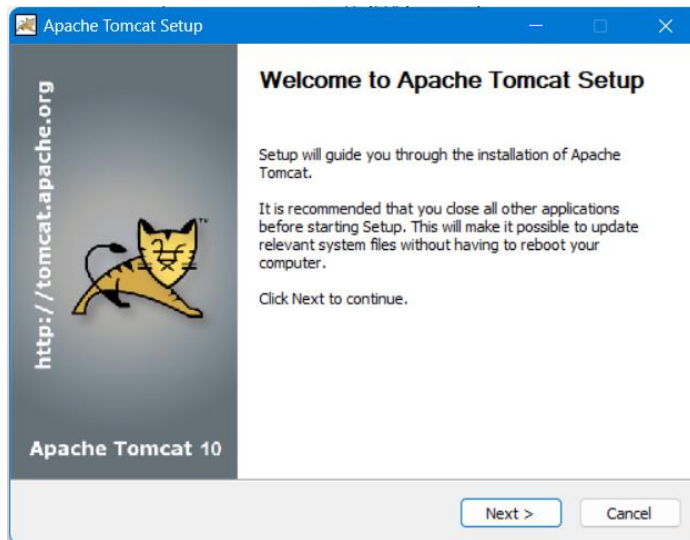 Apache Tomcat Setup
http://tomcat.apache.org
TM
Apache Tomcat 10
Welcome to Apache Tomcat Setup
Setup will guide you through the installation of Apache
Tomcat.
It is recommended that you close all other applications
before starting Setup. This will make it possible to update
relevant system files without having to reboot your
computer.
Click Next to continue.
Next >
Cancel